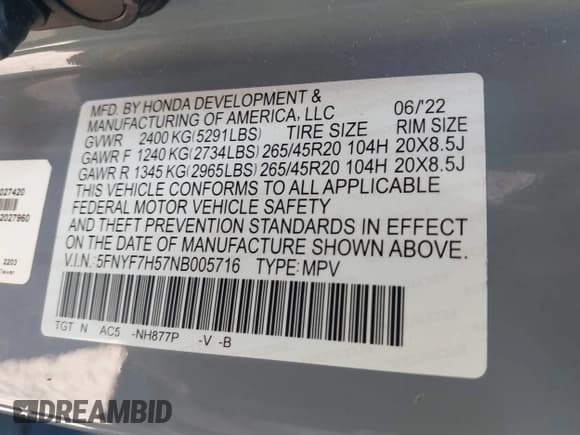 MFD. BY HONDA DEVELOPMENT &
MANUFACTURING OF AMERICA, LLC 06/'22
GVWR 2400 KG(5291LBS) TIRE SIZE RIM SIZE
GAWR F 1240 KG(2734LBS) 265/45R20 104H 20X8.5J
GAWR R 1345 KG(2965LBS) 265/45R20 104H 20X8.5J
THIS VEHICLE CONFORMS TO ALL APPLICABLE
FEDERAL MOTOR VEHICLE SAFETY
AND THEFT PREVENTION STANDARDS IN EFFECT
ON THE DATE OF MANUFACTURE SHOWN ABOVE.
V.I.N.:5FNYF7H57NB005716 TYPE:MPV
TGT N AC5 -NH877P -V -B
027420
2027960
2203
DREAMBID